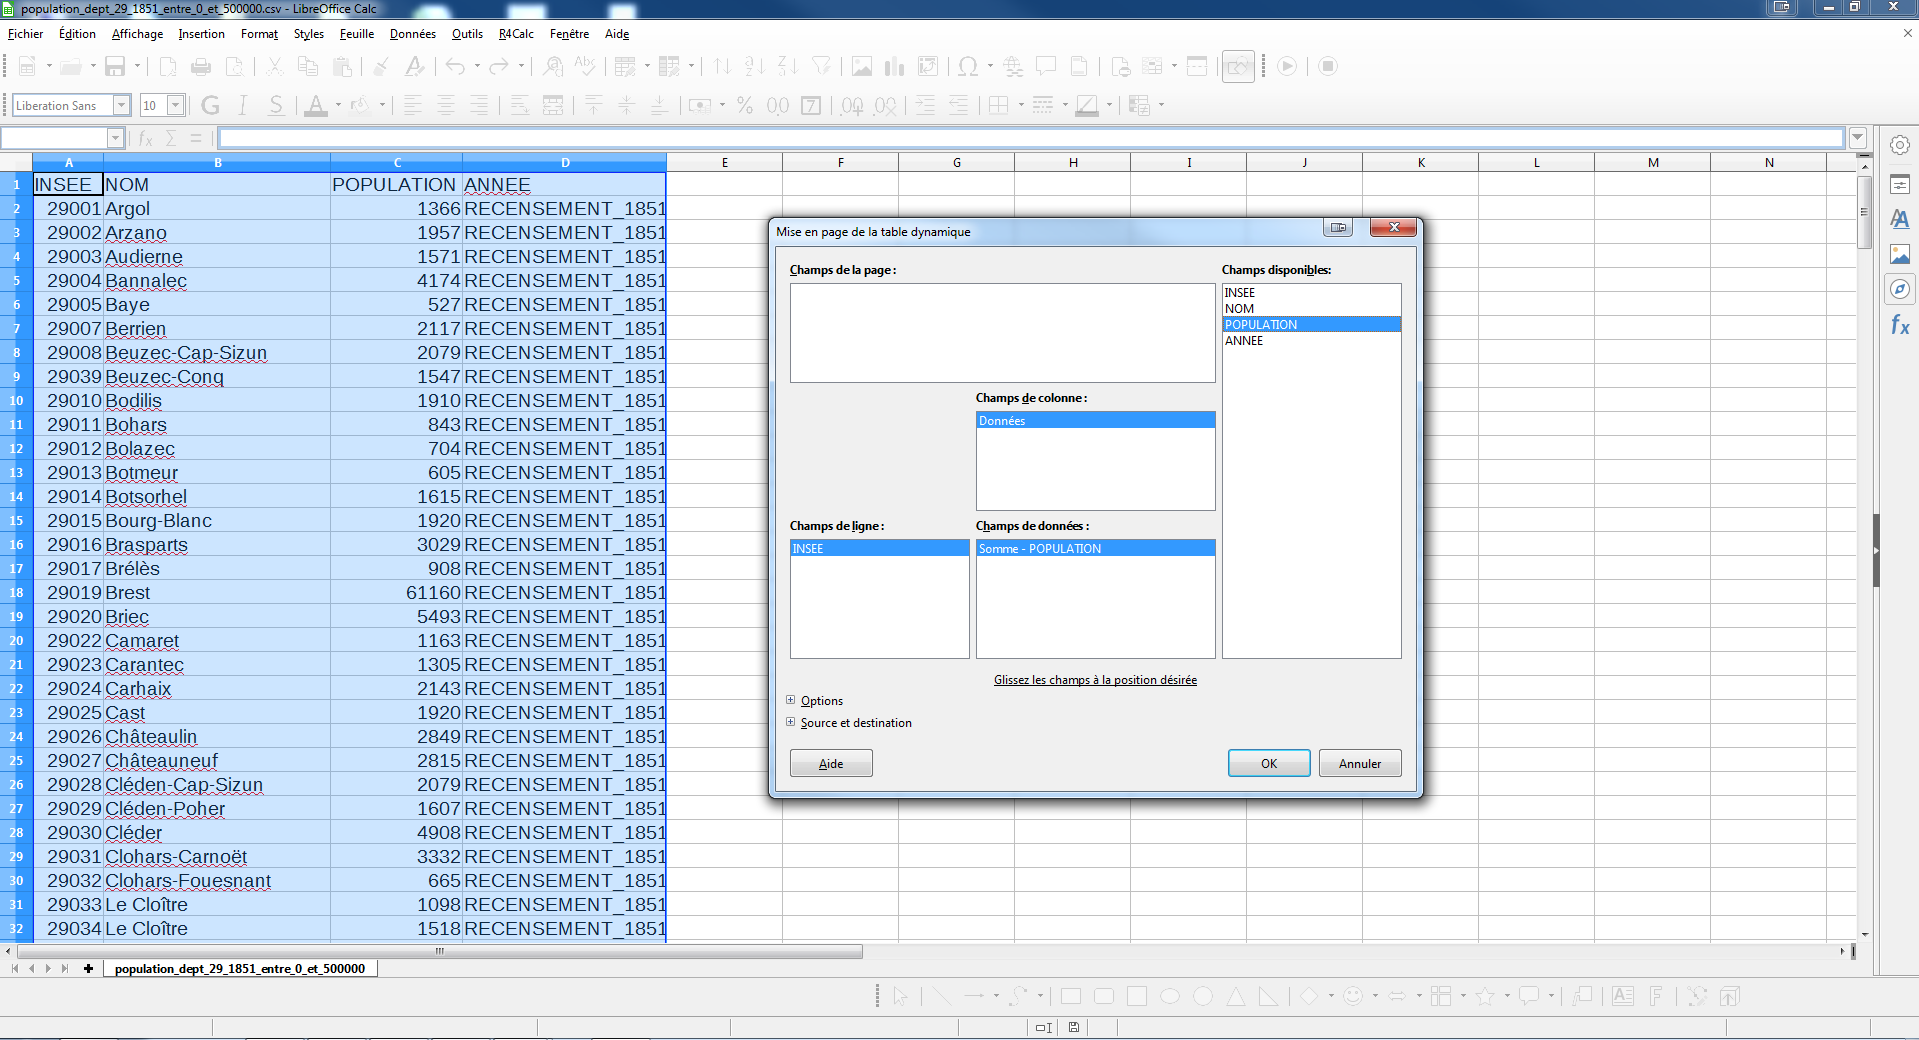 population_dept_29_1851_entre_0_et_500000.csv - LibreOffice Calc
Fichier Édition Affichage Insertion Format Styles Feuille Données Outils R4Calc Fenêtre Aide
Liberation Sans 10
A B C D E F G H I J K L M N
1 INSEE NOM POPULATION ANNEE
2 29001 Argol 1366 RECENSEMENT_1851
3 29002 Arzano 1957 RECENSEMENT_1851
4 29003 Audierne 1571 RECENSEMENT_1851
5 29004 Bannalec 4174 RECENSEMENT_1851
6 29005 Baye 527 RECENSEMENT_1851
7 29007 Berrien 2117 RECENSEMENT_1851
8 29008 Beuzec-Cap-Sizun 2079 RECENSEMENT_1851
9 29039 Beuzec-Conq 1547 RECENSEMENT_1851
10 29010 Bodilis 1910 RECENSEMENT_1851
11 29011 Bohars 843 RECENSEMENT_1851
12 29012 Bolazec 704 RECENSEMENT_1851
13 29013 Botmeur 605 RECENSEMENT_1851
14 29014 Botsorhel 1615 RECENSEMENT_1851
15 29015 Bourg-Blanc 1920 RECENSEMENT_1851
16 29016 Brasparts 3029 RECENSEMENT_1851
17 29017 Brélès 908 RECENSEMENT_1851
18 29019 Brest 61160 RECENSEMENT_1851
19 29020 Briec 5493 RECENSEMENT_1851
20 29022 Camaret 1163 RECENSEMENT_1851
21 29023 Carantec 1305 RECENSEMENT_1851
22 29024 Carhaix 2143 RECENSEMENT_1851
23 29025 Cast 1920 RECENSEMENT_1851
24 29026 Châteaulin 2849 RECENSEMENT_1851
25 29027 Châteauneuf 2815 RECENSEMENT_1851
26 29028 Cléden-Cap-Sizun 2079 RECENSEMENT_1851
27 29029 Cléden-Poher 1607 RECENSEMENT_1851
28 29030 Cléder 4908 RECENSEMENT_1851
29 29031 Clohars-Carnoët 3332 RECENSEMENT_1851
30 29032 Clohars-Fouesnant 665 RECENSEMENT_1851
31 29033 Le Cloître 1098 RECENSEMENT_1851
32 29034 Le Cloître 1518 RECENSEMENT_1851
Mise en page de la table dynamique
Champs de la page :
Champs disponibles:
INSEE
NOM
POPULATION
ANNEE
Champs de colonne :
Données
Champs de ligne :
INSEE
Champs de données :
Somme - POPULATION
Glissez les champs à la position désirée
Options
Source et destination
Aide OK Annuler
population_dept_29_1851_entre_0_et_500000